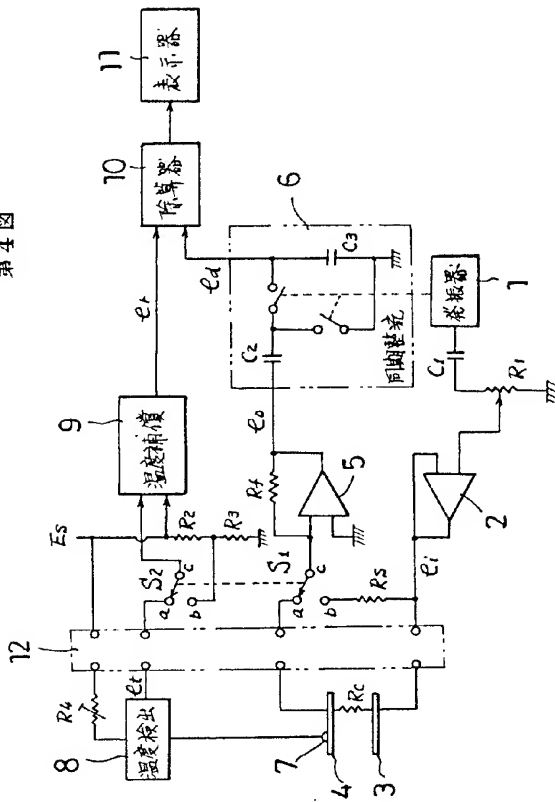 第4図
11
表示器
10
除算器
er
ed
6
C3
C2
同期整流
1
発振器
C1
R1
9
温度補償
eo
Rf
5
2
Es
R2
R3
S2
a
b
c
S1
a
b
c
RS
ei
12
R4
et
8
温度検出
7
4
RC
3